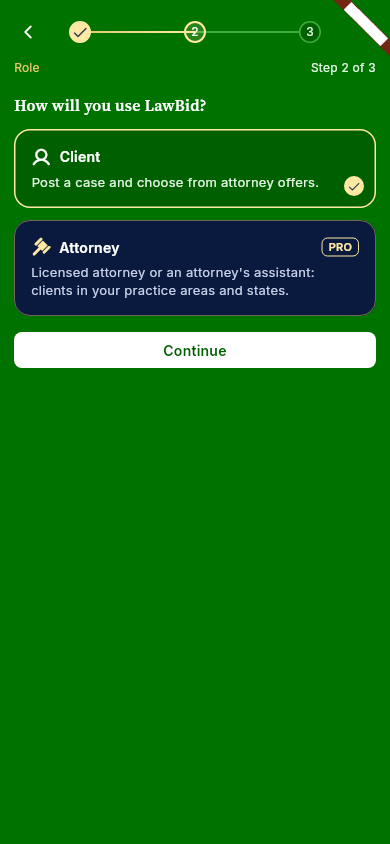 2
3
Role
Step 2 of 3
How will you use LawBid?
Client
Post a case and choose from attorney offers.
Attorney
PRO
Licensed attorney or an attorney's assistant:
clients in your practice areas and states.
Continue